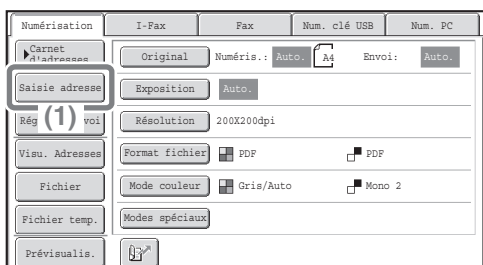 Numérisation I-Fax Fax Num. clé USB Num. PC
Carnet d'adresses
Original Numéris.: Auto. A4 Envoi: Auto.
Saisie adresse Exposition Auto.
(1)
Rég voi Résolution 200X200dpi
Visu. Adresses Format fichier PDF PDF
Fichier Mode couleur Gris/Auto Mono 2
Fichier temp. Modes spéciaux
Prévisualis.